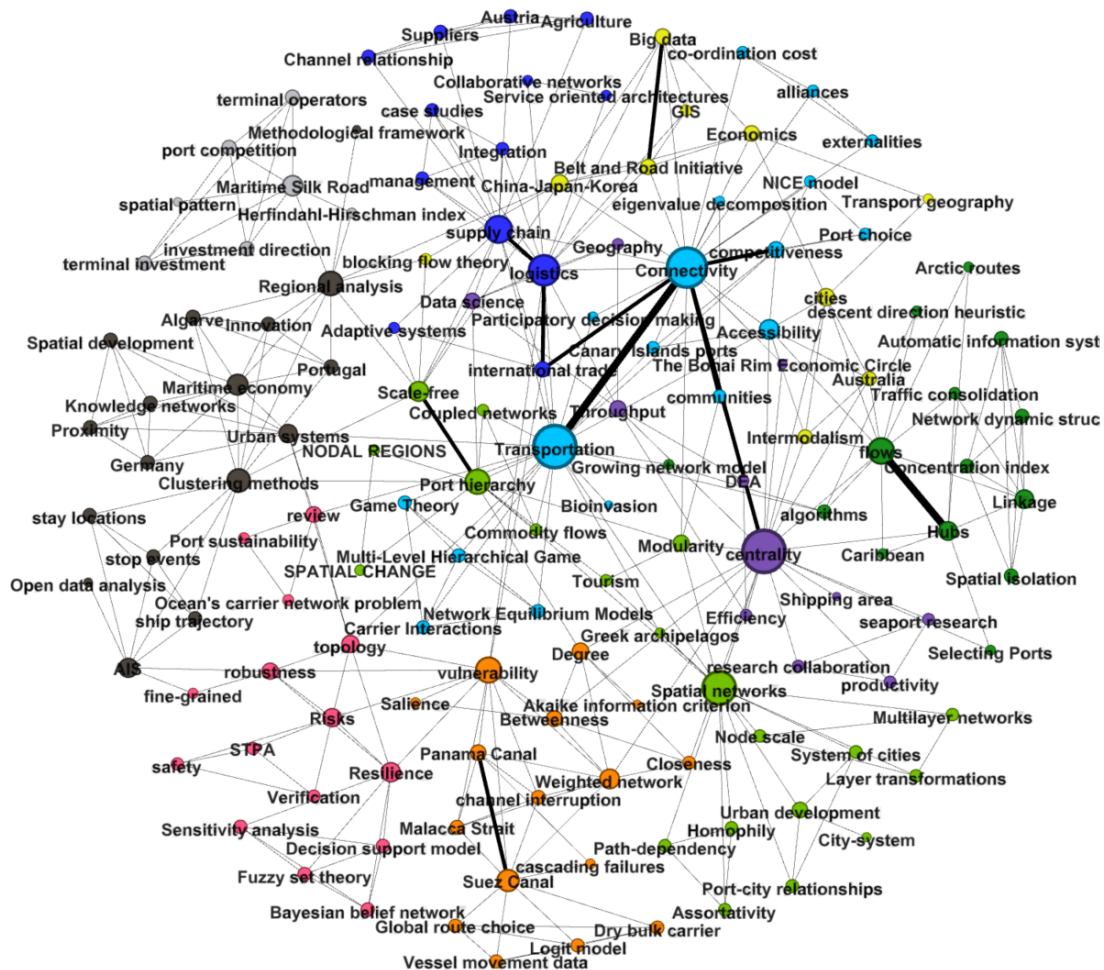 Austria
Agriculture
Suppliers
Big data
co-ordination cost
Channel relationship
Collaborative networks
Service oriented architectures
alliances
terminal operators
case studies
GIS
Methodological framework
Economics
externalities
port competition
Integration
Belt and Road Initiative
management
China-Japan-Korea
NICE model
Maritime Silk Road
eigenvalue decomposition
Transport geography
spatial pattern
Herfindahl-Hirschman index
supply chain
Port choice
investment direction
Geography
competitiveness
terminal investment
blocking flow theory
logistics
Connectivity
Arctic routes
Regional analysis
Data science
cities
descent direction heuristic
Algarve
Innovation
Adaptive systems
Participatory decision making
Accessibility
Spatial development
Canary Islands ports
Automatic information syst
Portugal
international trade
The Bohai Rim Economic Circle
Maritime economy
Scale-free
Australia
Traffic consolidation
Knowledge networks
Coupled networks
Throughput
communities
Proximity
Urban systems
Network dynamic struc
NODAL REGIONS
Transportation
Intermodalism
flows
Germany
Clustering methods
Port hierarchy
Growing network model
Concentration index
DEA
Game Theory
Bioinvasion
Linkage
stay locations
review
algorithms
Port sustainability
Commodity flows
Modularity
centrality
Hubs
stop events
Multi-Level Hierarchical Game
Caribbean
Open data analysis
SPATIAL CHANGE
Tourism
Spatial isolation
Ocean's carrier network problem
Shipping area
ship trajectory
Network Equilibrium Models
Efficiency
seaport research
Carrier Interactions
Greek archipelagos
topology
Degree
Selecting Ports
AIS
robustness
vulnerability
research collaboration
productivity
fine-grained
Spatial networks
Salience
Akaike information criterion
Risks
Betweenness
Multilayer networks
STPA
Panama Canal
Node scale
System of cities
safety
Resilience
Closeness
Weighted network
Layer transformations
Verification
channel interruption
Urban development
Sensitivity analysis
Malacca Strait
Homophily
City-system
Decision support model
Path-dependency
Fuzzy set theory
cascading failures
Suez Canal
Port-city relationships
Bayesian belief network
Assortativity
Global route choice
Dry bulk carrier
Logit model
Vessel movement data